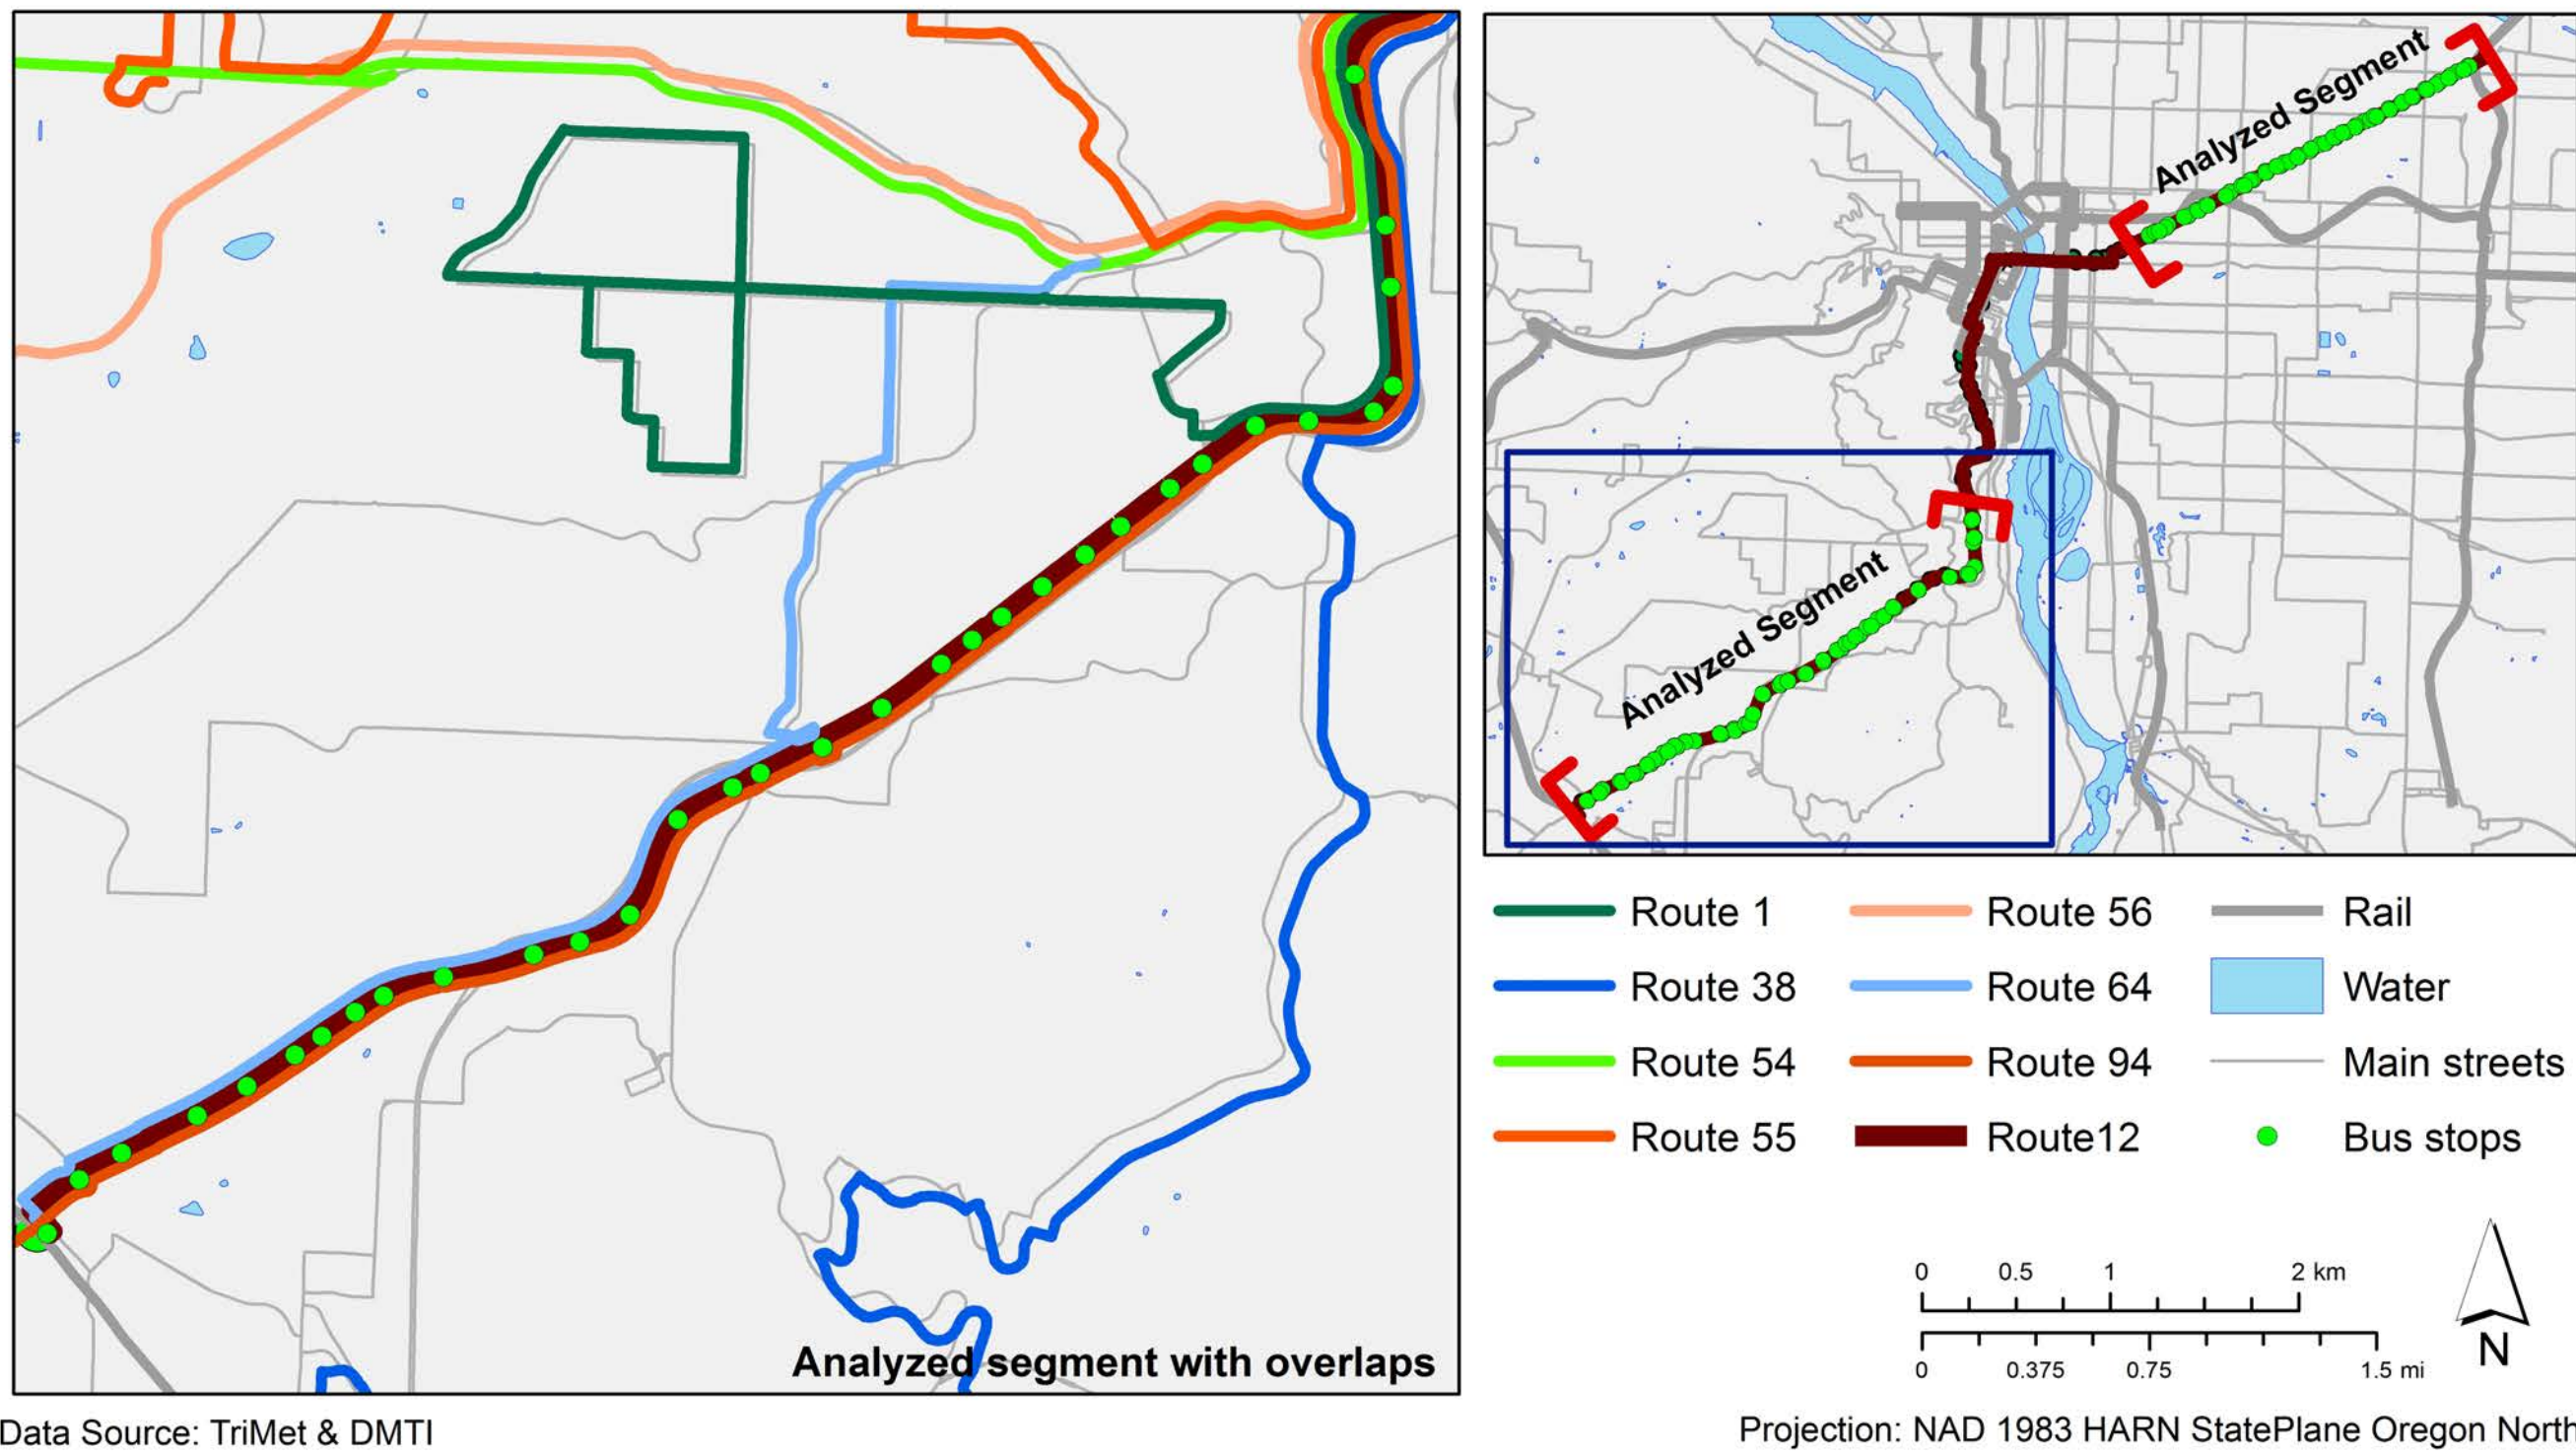 Analyzed segment with overlaps
Analyzed Segment
Analyzed Segment
Route 1
Route 56
Rail
Route 38
Route 64
Water
Route 54
Route 94
Main streets
Route 55
Route12
Bus stops
0 0.5 1 2 km
0 0.375 0.75 1.5 mi
N
Data Source: TriMet & DMTI
Projection: NAD 1983 HARN StatePlane Oregon North